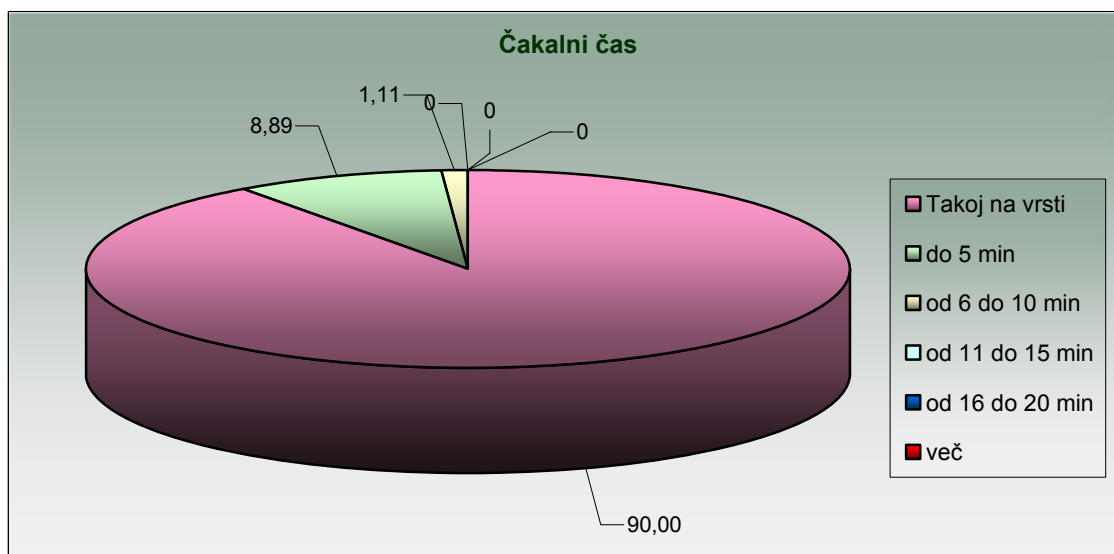 Čakalni čas
1,11
0
0
0
8,89
90,00
Takoj na vrsti
do 5 min
od 6 do 10 min
od 11 do 15 min
od 16 do 20 min
več